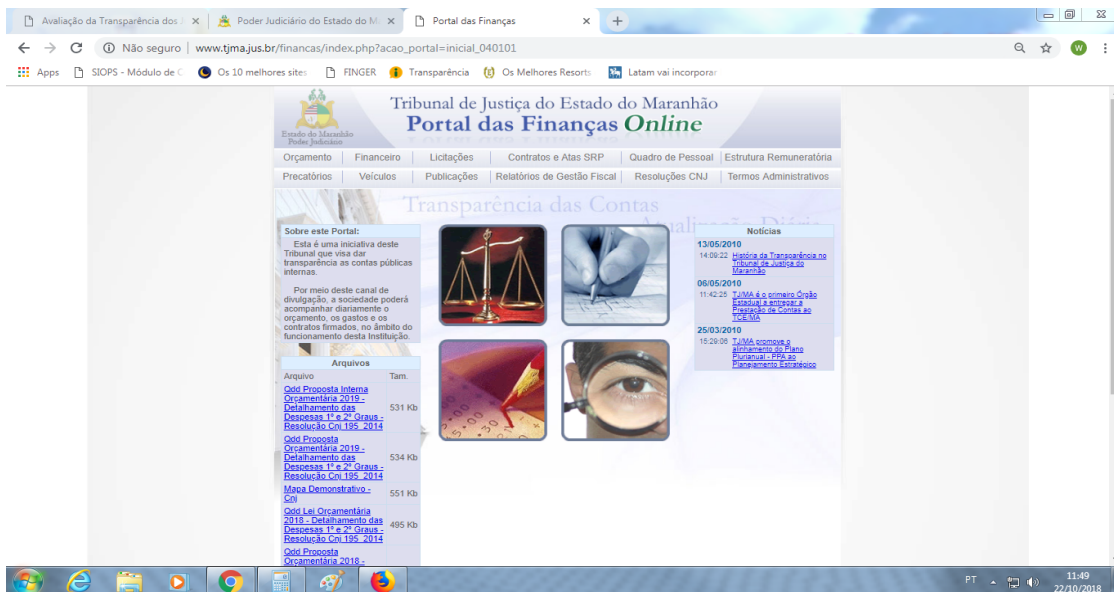 Avaliação da Transparência dos J
Poder Judiciário do Estado do Ma
Portal das Finanças
Não seguro | www.tjma.jus.br/financas/index.php?acao_portal=inicial_040101
W
Apps
SIOPS - Módulo de C
Os 10 melhores sites
FINGER
Transparência
Os Melhores Resorts
Latam vai incorporar
Estado do Maranhão
Poder Judiciário
Tribunal de Justiça do Estado do Maranhão
Portal das Finanças Online
Orçamento Financeiro Licitações Contratos e Atas SRP Quadro de Pessoal Estrutura Remuneratória
Precatórios Veículos Publicações Relatórios de Gestão Fiscal Resoluções CNJ Termos Administrativos
Transparência das Contas
Atualização Diária
Sobre este Portal:
Esta é uma iniciativa deste
Tribunal que visa dar
transparência as contas públicas
internas.
Por meio deste canal de
divulgação, a sociedade poderá
acompanhar diariamente o
orçamento, os gastos e os
contratos firmados, no âmbito do
funcionamento desta Instituição.
Arquivos
Arquivo Tam.
Qdd Proposta Interna
Orçamentária 2019 -
Detalhamento das
Despesas 1º e 2º Graus -
Resolução Cnj 195_2014
531 Kb
Qdd Proposta
Orçamentária 2019 -
Detalhamento das
Despesas 1º e 2º Graus -
Resolução Cnj 195_2014
534 Kb
Mapa Demonstrativo -
Cnj
551 Kb
Qdd Lei Orçamentária
2018 - Detalhamento das
Despesas 1º e 2º Graus -
Resolução Cnj 195_2014
495 Kb
Qdd Proposta
Orçamentária 2018 -
Notícias
13/05/2010
14:09:22 História da Transparência no
Tribunal de Justiça do
Maranhão
06/05/2010
11:42:25 TJ/MA é o primeiro Órgão
Estadual a entregar a
Prestação de Contas ao
TCE/MA
25/03/2010
15:29:06 TJ/MA promove o
alinhamento do Plano
Plurianual - PPA ao
Planejamento Estratégico
PT
11:49
22/10/2018